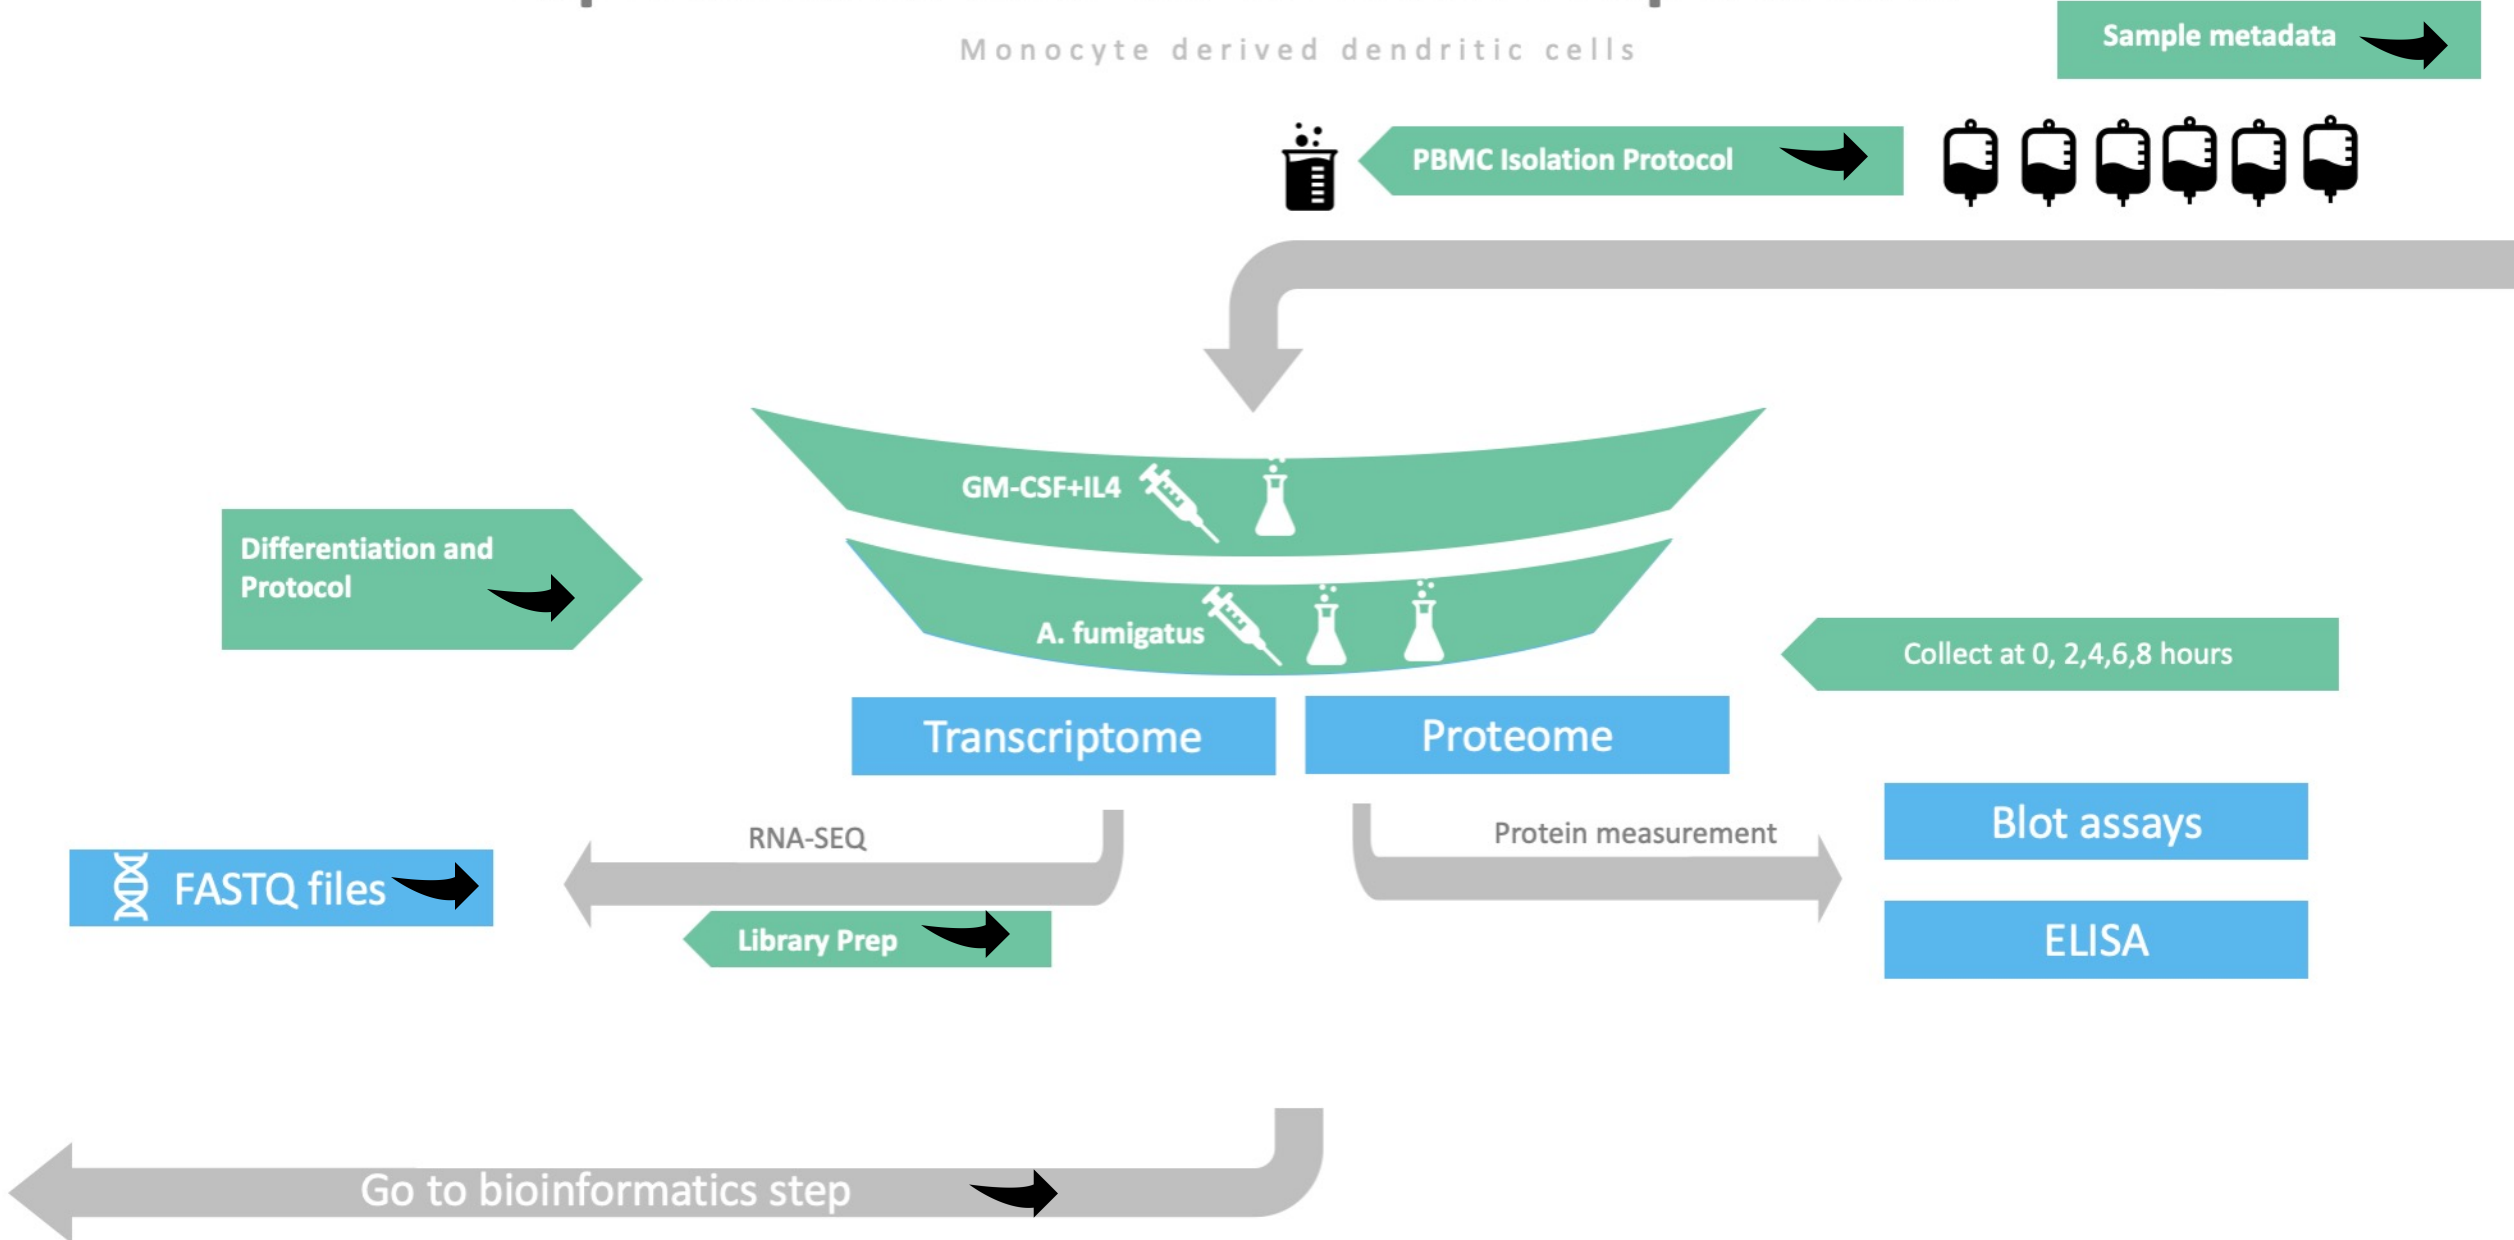 Monocyte derived dendritic cells
Sample metadata
PBMC Isolation Protocol
GM-CSF+IL4
Differentiation and
Protocol
A. fumigatus
Collect at 0, 2,4,6,8 hours
Transcriptome
Proteome
RNA-SEQ
Protein measurement
Blot assays
FASTQ files
Library Prep
ELISA
Go to bioinformatics step